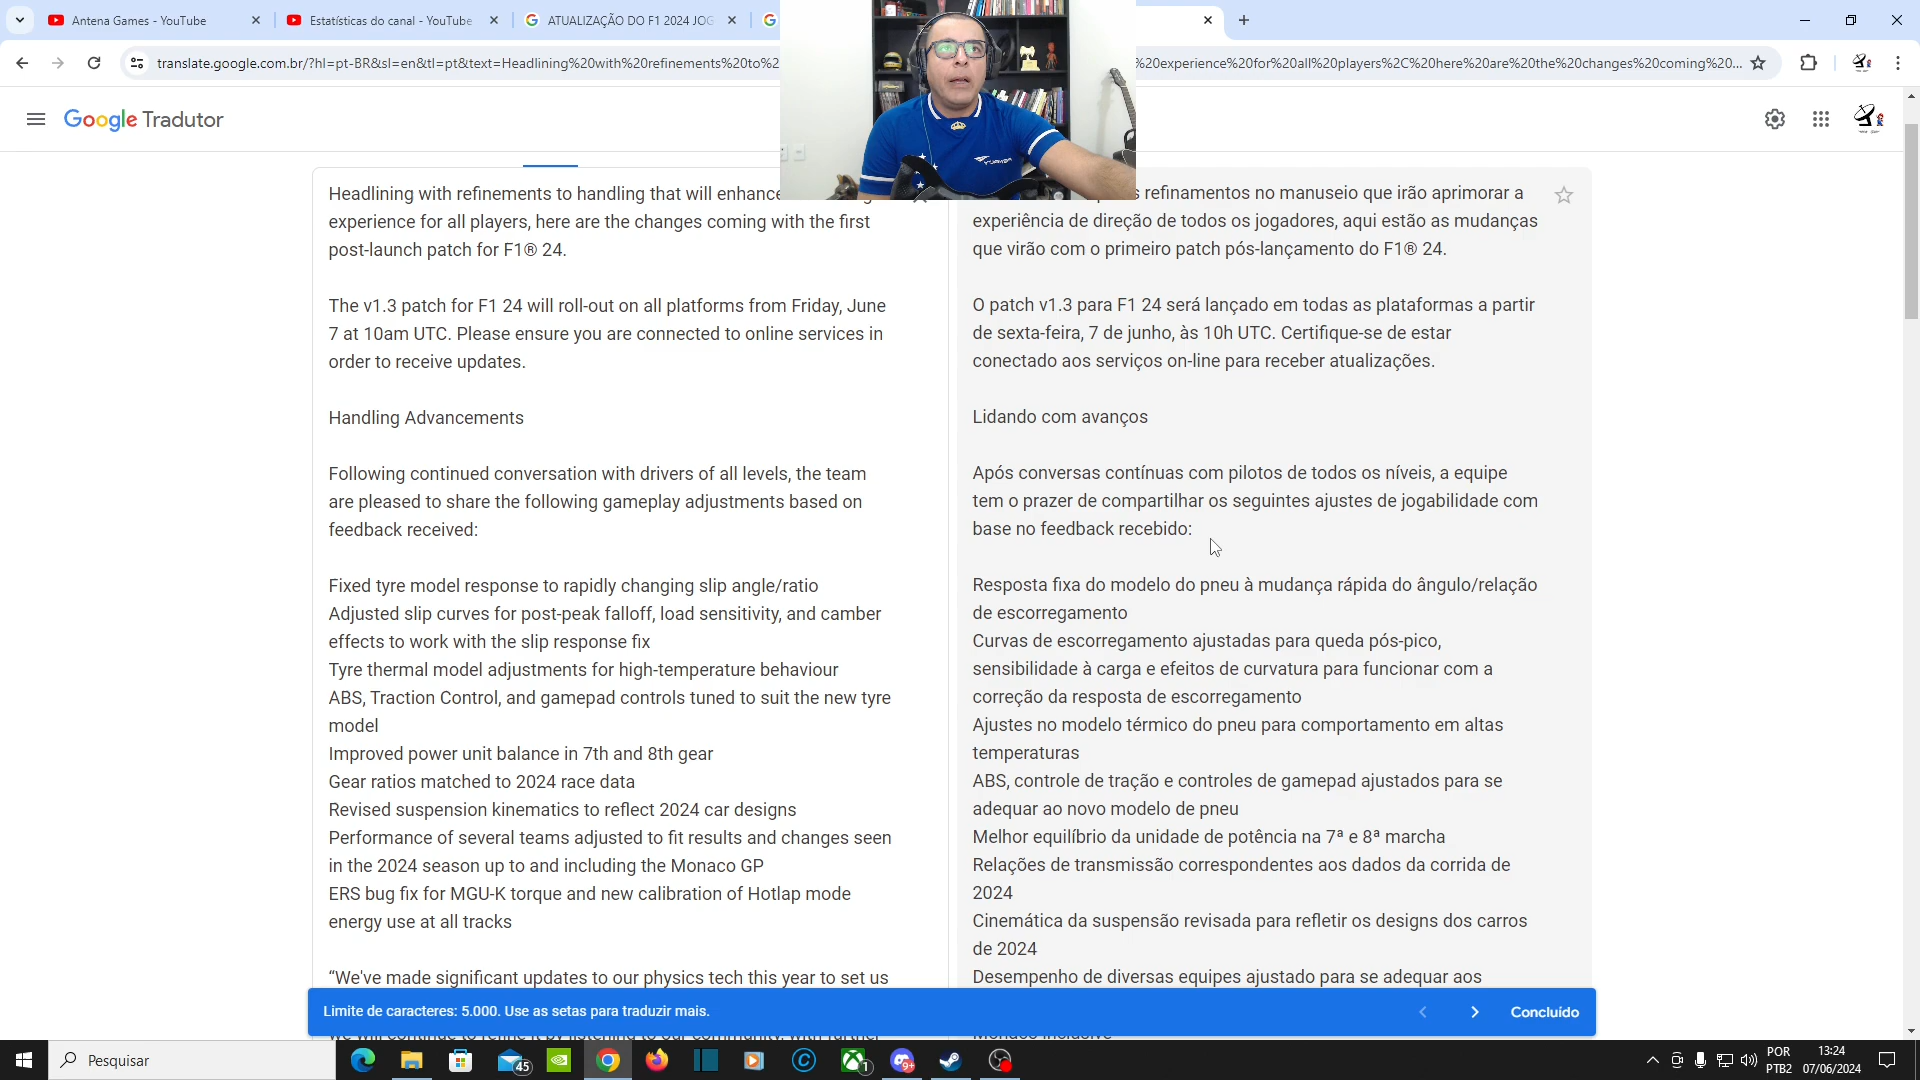 Antena Games - YouTube
Estatísticas do canal - YouTube
ATUALIZAÇÃO DO F1 2024 JOG
translate.google.com.br/?hl=pt-BR&sl=en&tl=pt&text=Headlining%20with%20refinements%20to%2
%20experience%20for%20all%20players%2C%20here%20are%20the%20changes%20coming%20...
Google Tradutor
Headlining with refinements to handling that will enhance
experience for all players, here are the changes coming with the first
post-launch patch for F1® 24.
The v1.3 patch for F1 24 will roll-out on all platforms from Friday, June
7 at 10am UTC. Please ensure you are connected to online services in
order to receive updates.
Handling Advancements
Following continued conversation with drivers of all levels, the team
are pleased to share the following gameplay adjustments based on
feedback received:
Fixed tyre model response to rapidly changing slip angle/ratio
Adjusted slip curves for post-peak falloff, load sensitivity, and camber
effects to work with the slip response fix
Tyre thermal model adjustments for high-temperature behaviour
ABS, Traction Control, and gamepad controls tuned to suit the new tyre
model
Improved power unit balance in 7th and 8th gear
Gear ratios matched to 2024 race data
Revised suspension kinematics to reflect 2024 car designs
Performance of several teams adjusted to fit results and changes seen
in the 2024 season up to and including the Monaco GP
ERS bug fix for MGU-K torque and new calibration of Hotlap mode
energy use at all tracks
“We've made significant updates to our physics tech this year to set us
refinamentos no manuseio que irão aprimorar a
experiência de direção de todos os jogadores, aqui estão as mudanças
que virão com o primeiro patch pós-lançamento do F1® 24.
O patch v1.3 para F1 24 será lançado em todas as plataformas a partir
de sexta-feira, 7 de junho, às 10h UTC. Certifique-se de estar
conectado aos serviços on-line para receber atualizações.
Lidando com avanços
Após conversas contínuas com pilotos de todos os níveis, a equipe
tem o prazer de compartilhar os seguintes ajustes de jogabilidade com
base no feedback recebido:
Resposta fixa do modelo do pneu à mudança rápida do ângulo/relação
de escorregamento
Curvas de escorregamento ajustadas para queda pós-pico,
sensibilidade à carga e efeitos de curvatura para funcionar com a
correção da resposta de escorregamento
Ajustes no modelo térmico do pneu para comportamento em altas
temperaturas
ABS, controle de tração e controles de gamepad ajustados para se
adequar ao novo modelo de pneu
Melhor equilíbrio da unidade de potência na 7ª e 8ª marcha
Relações de transmissão correspondentes aos dados da corrida de
2024
Cinemática da suspensão revisada para refletir os designs dos carros
de 2024
Desempenho de diversas equipes ajustado para se adequar aos
Limite de caracteres: 5.000. Use as setas para traduzir mais.
Concluído
Pesquisar
45
1
9+
POR
PTB2
13:24
07/06/2024